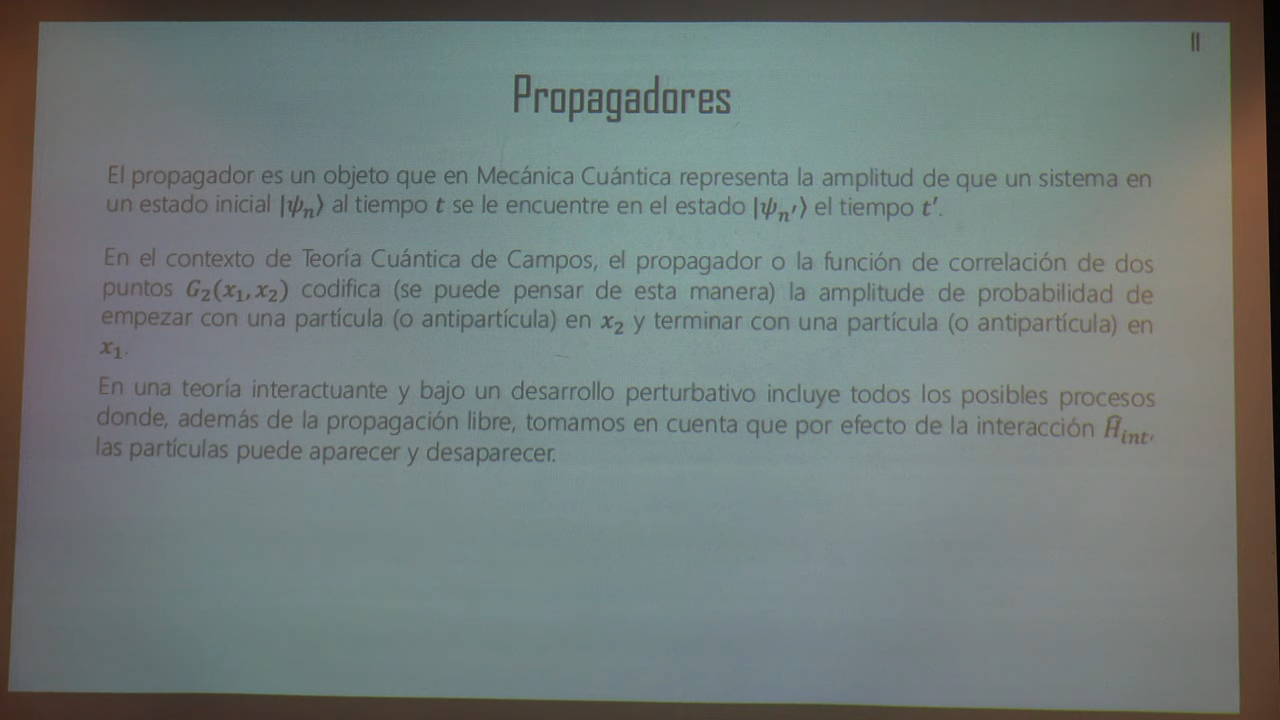 11
Propagadores
El propagador es un objeto que en Mecánica Cuántica representa la amplitud de que un sistema en
un estado inicial |ψₙ⟩ al tiempo t se le encuentre en el estado |ψₙ′⟩ el tiempo t′.
En el contexto de Teoría Cuántica de Campos, el propagador o la función de correlación de dos
puntos G₂(x₁, x₂) codifica (se puede pensar de esta manera) la amplitude de probabilidad de
empezar con una partícula (o antipartícula) en x₂ y terminar con una partícula (o antipartícula) en
x₁.
En una teoría interactuante y bajo un desarrollo perturbativo incluye todos los posibles procesos
donde, además de la propagación libre, tomamos en cuenta que por efecto de la interacción Ĥ_int,
las partículas puede aparecer y desaparecer.